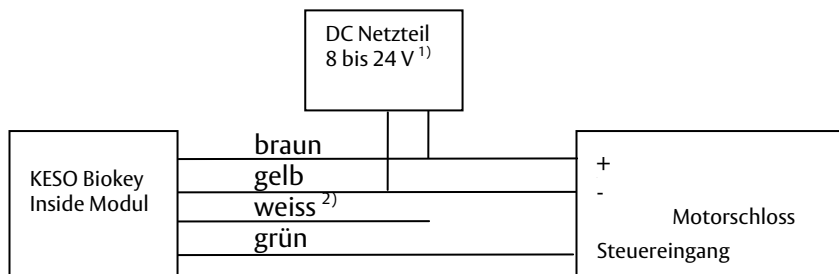 DC Netzteil
8 bis 24 V 1)
braun
gelb
weiss 2)
grün
KESO Biokey
Inside Modul
+
-
Motorschloss
Steuereingang